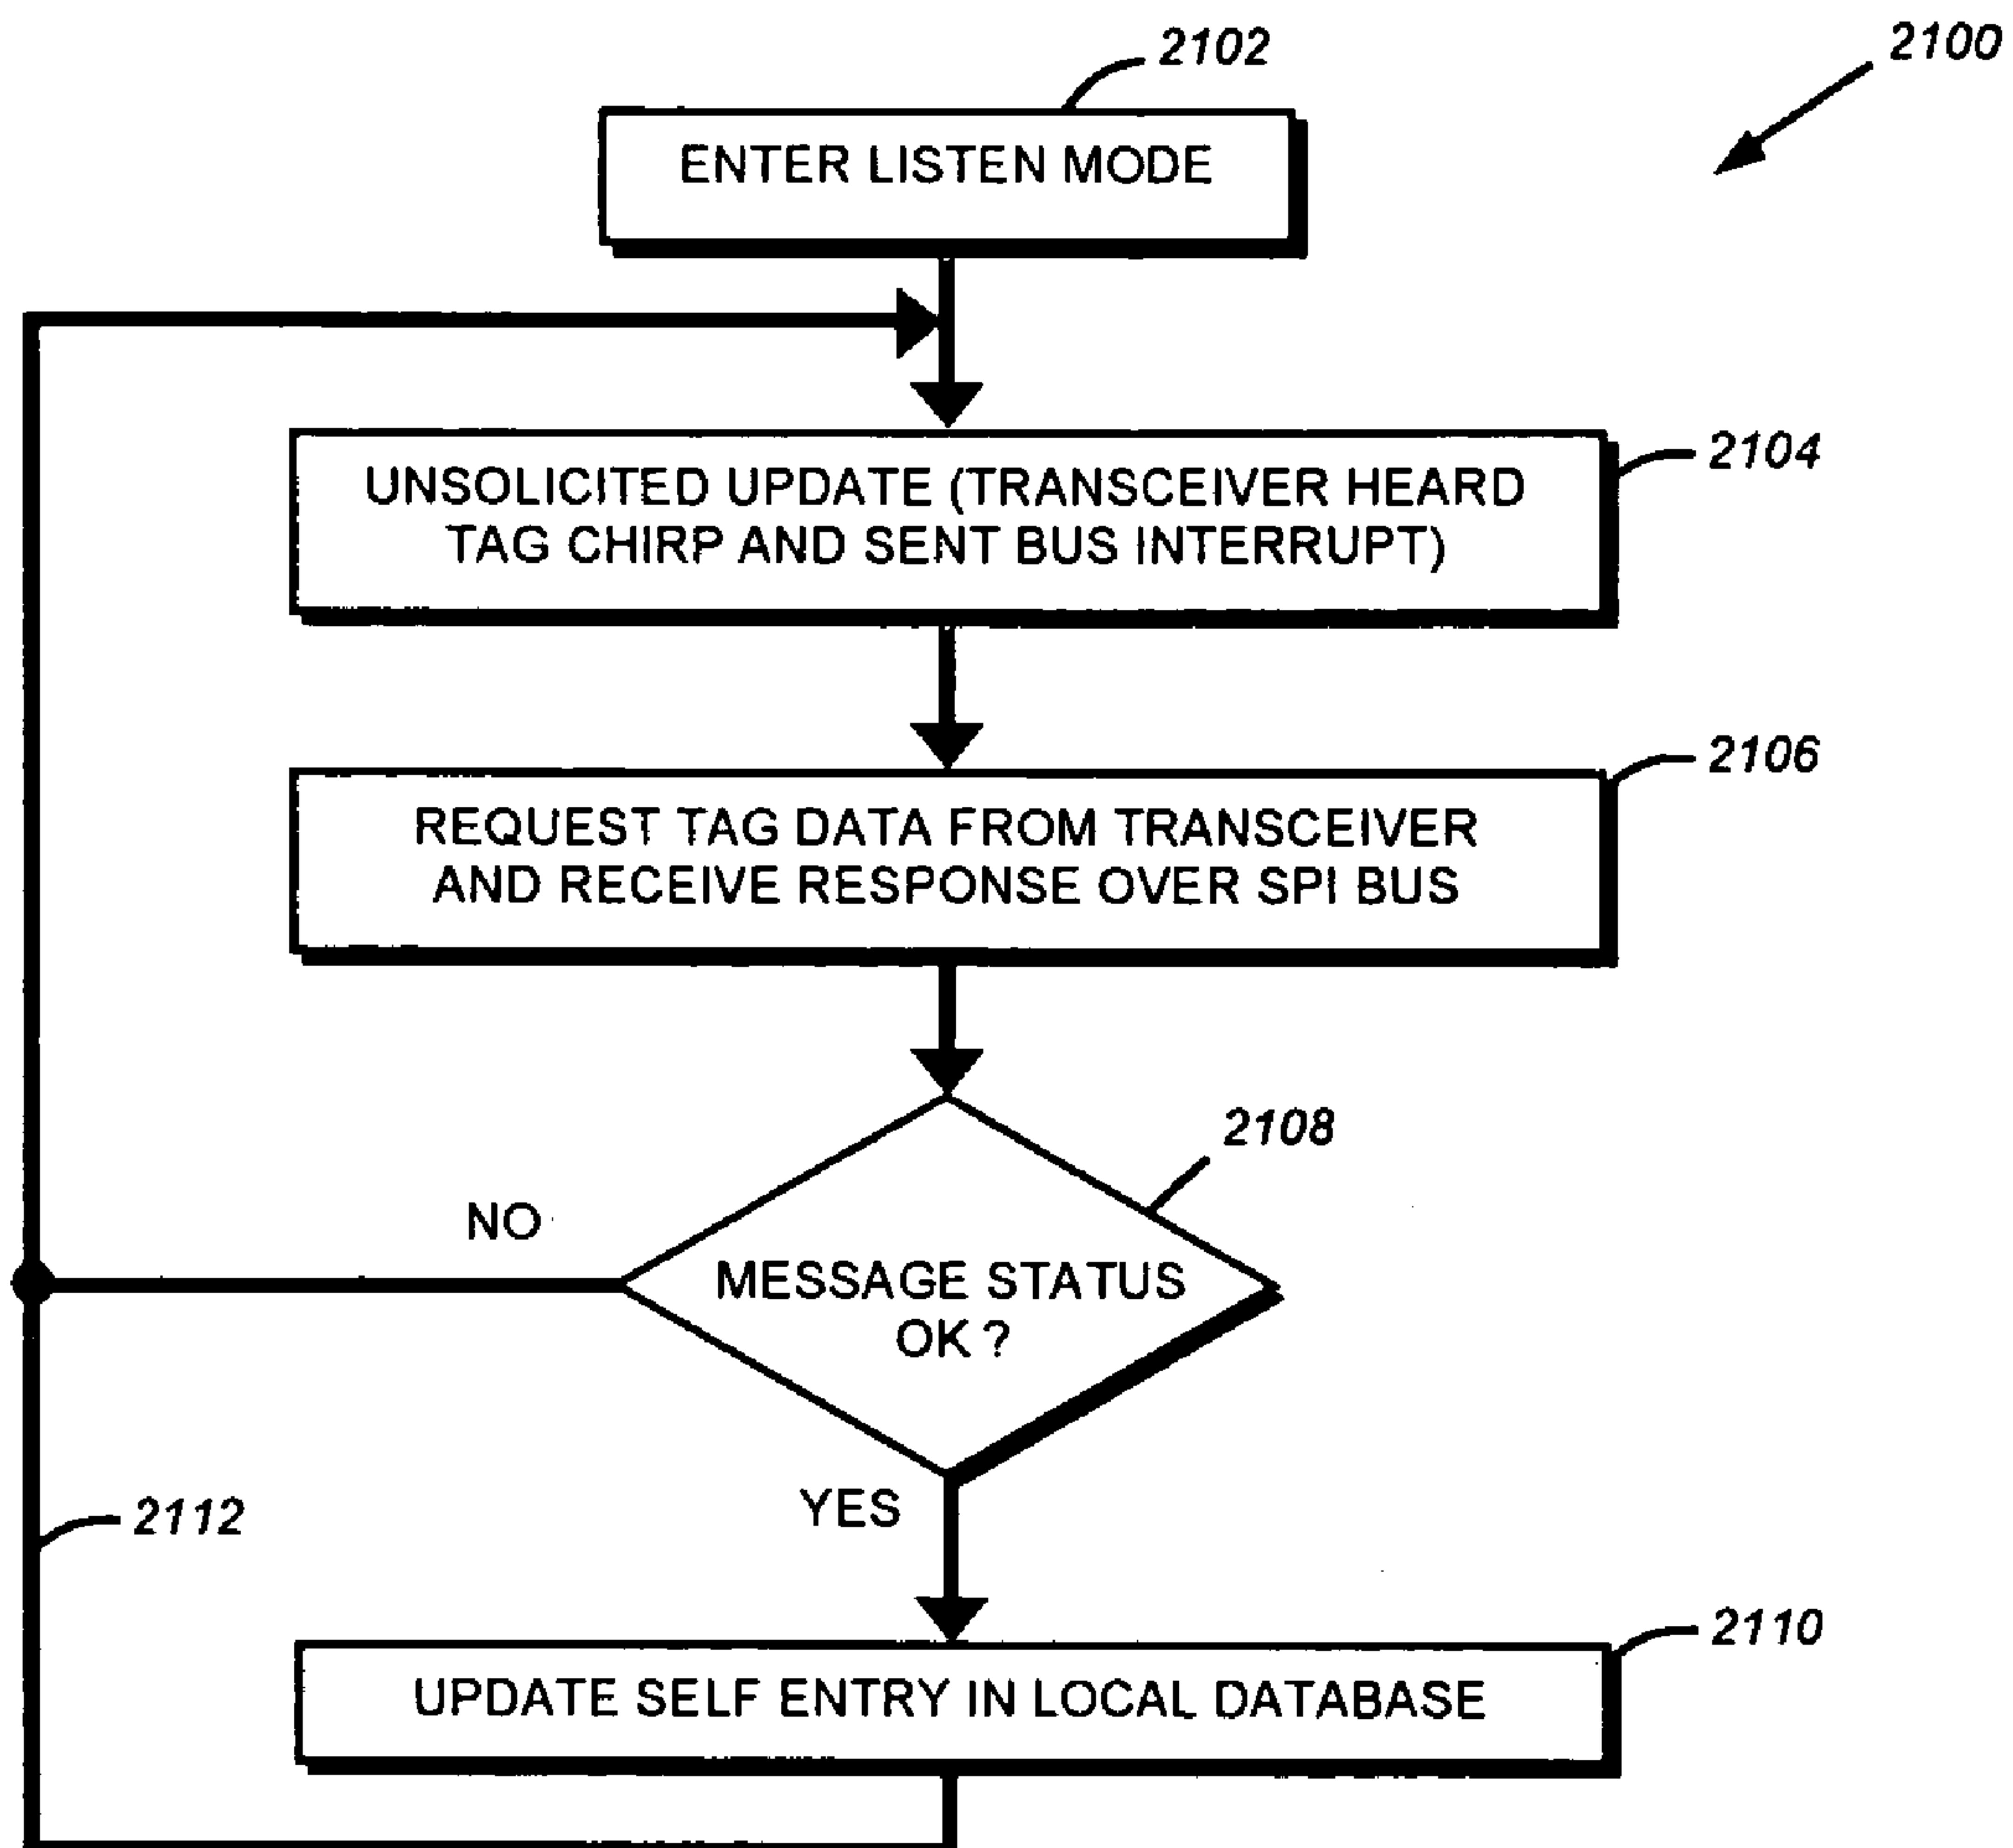 2102
2100
ENTER LISTEN MODE
2104
UNSOLICITED UPDATE (TRANSCEIVER HEARD
TAG CHIRP AND SENT BUS INTERRUPT)
2106
REQUEST TAG DATA FROM TRANSCEIVER
AND RECEIVE RESPONSE OVER SPI BUS
2108
NO
MESSAGE STATUS
OK ?
YES
2112
2110
UPDATE SELF ENTRY IN LOCAL DATABASE